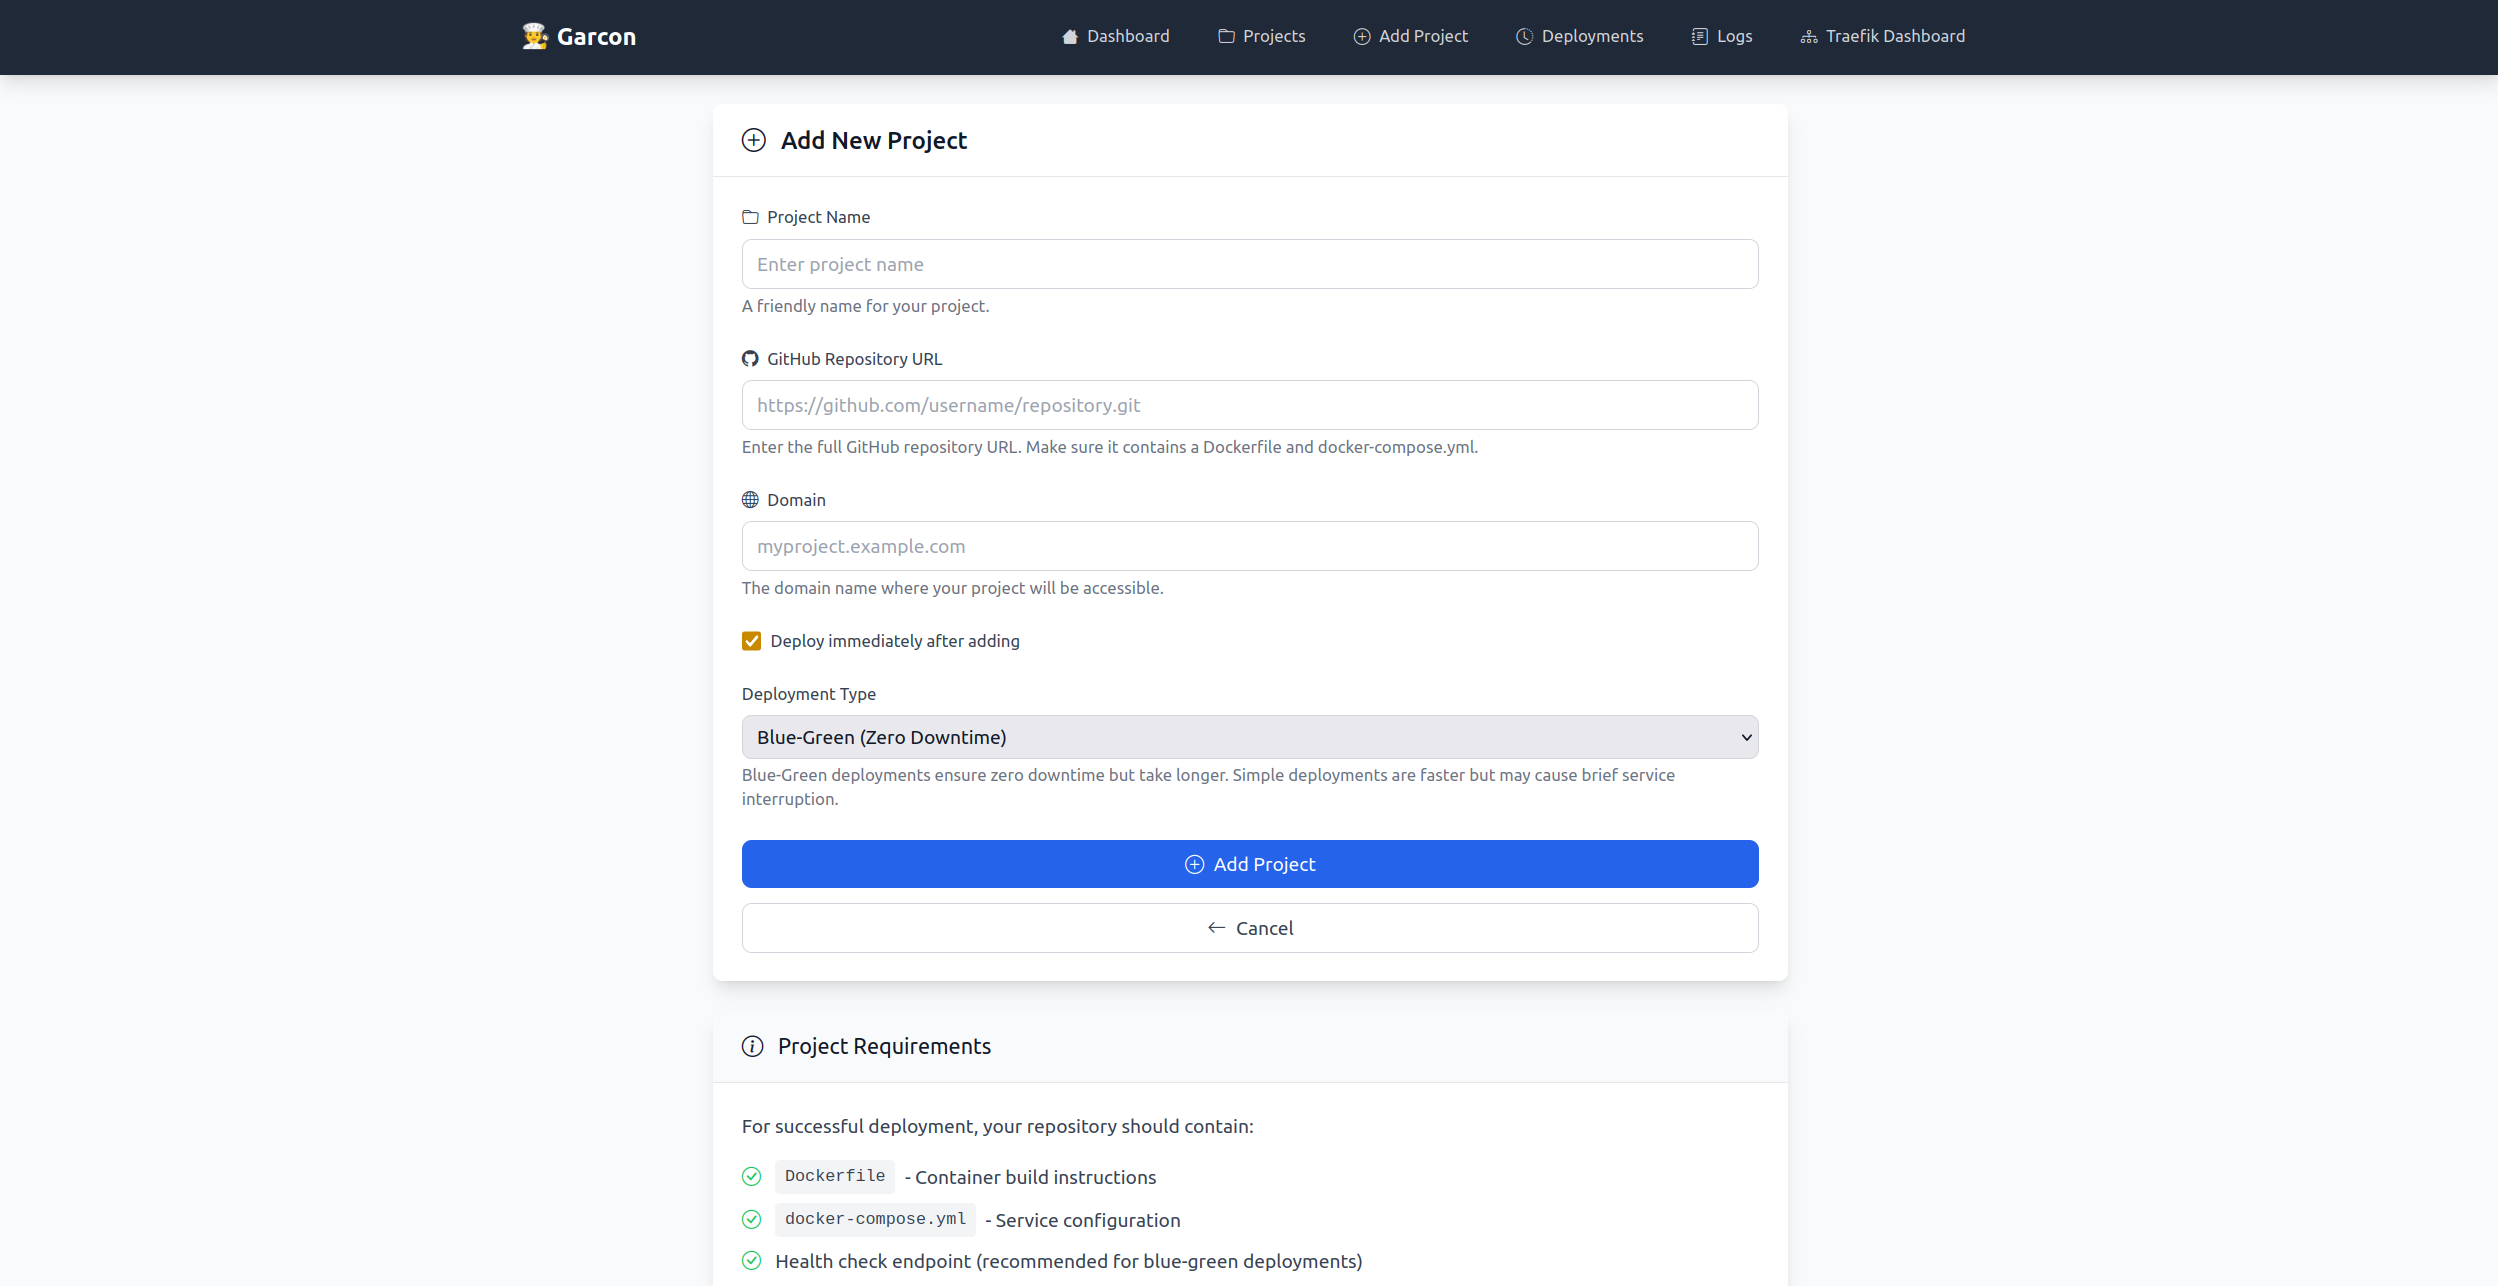 Garcon
Dashboard
Projects
Add Project
Deployments
Logs
Traefik Dashboard
Add New Project
Project Name
Enter project name
A friendly name for your project.
GitHub Repository URL
https://github.com/username/repository.git
Enter the full GitHub repository URL. Make sure it contains a Dockerfile and docker-compose.yml.
Domain
myproject.example.com
The domain name where your project will be accessible.
Deploy immediately after adding
Deployment Type
Blue-Green (Zero Downtime)
Blue-Green deployments ensure zero downtime but take longer. Simple deployments are faster but may cause brief service
interruption.
Add Project
Cancel
Project Requirements
For successful deployment, your repository should contain:
Dockerfile - Container build instructions
docker-compose.yml - Service configuration
Health check endpoint (recommended for blue-green deployments)